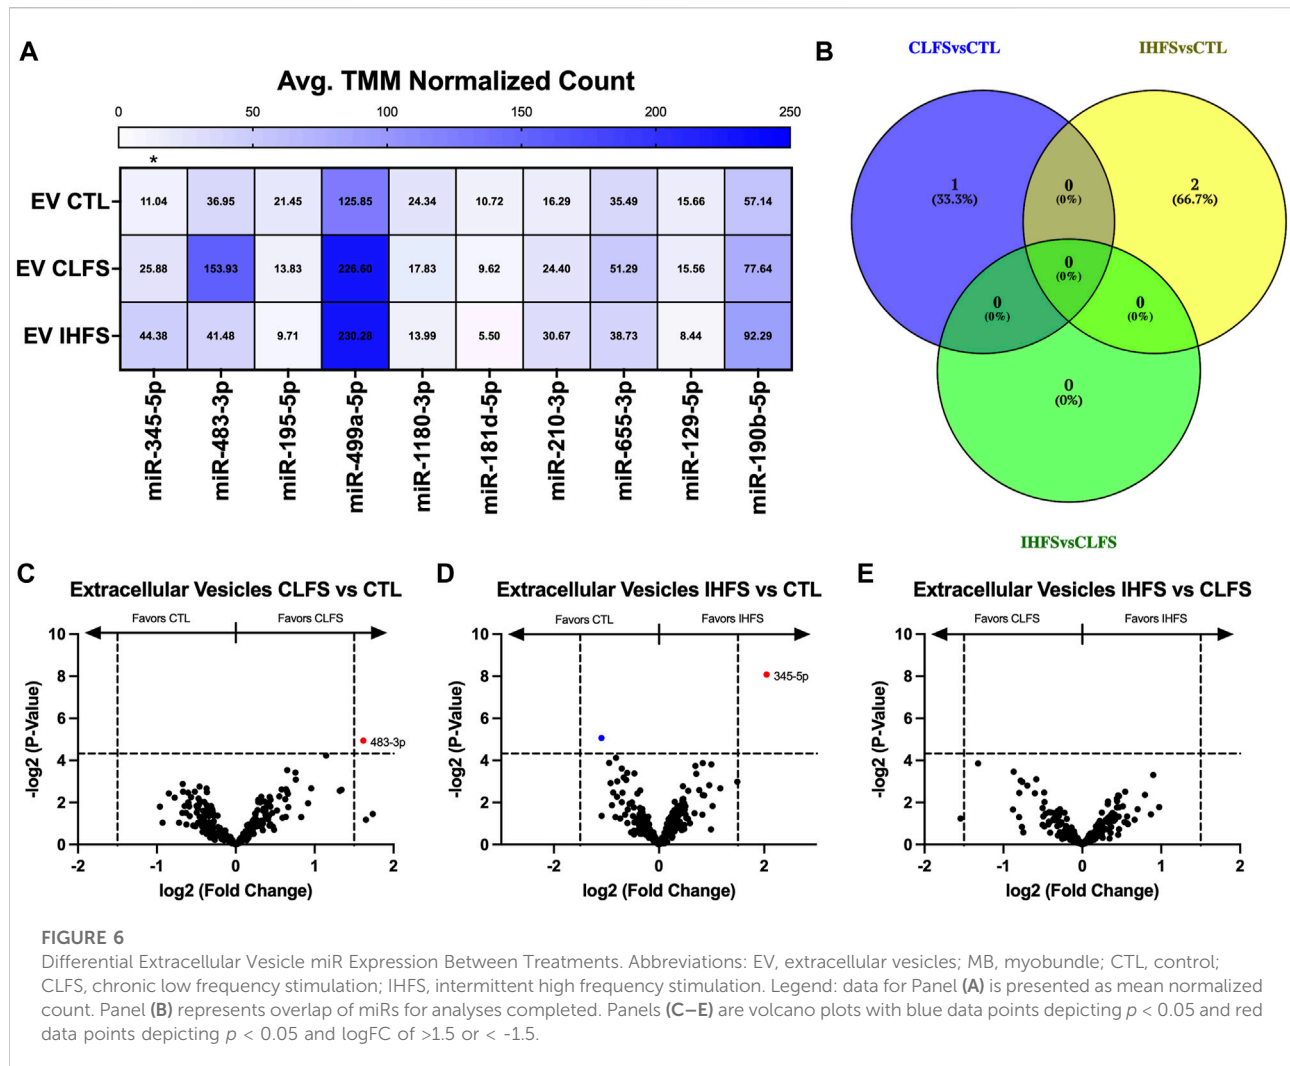 A
Avg. TMM Normalized Count
0 50 100 150 200 250
*
EV CTL 11.04 36.95 21.45 125.85 24.34 10.72 16.29 35.49 15.66 57.14
EV CLFS 25.88 153.93 13.83 226.60 17.83 9.62 24.40 51.29 15.56 77.64
EV IHFS 44.38 41.48 9.71 230.28 13.99 5.50 30.67 38.73 8.44 92.29
miR-345-5p
miR-483-3p
miR-195-5p
miR-499a-5p
miR-1180-3p
miR-181d-5p
miR-210-3p
miR-655-3p
miR-129-5p
miR-190b-5p
B
CLFSvsCTL
IHFSvsCTL
1
(33.3%)
0
(0%)
2
(66.7%)
0
(0%)
0
(0%)
0
(0%)
0
(0%)
IHFSvsCLFS
C
Extracellular Vesicles CLFS vs CTL
Favors CTL
Favors CLFS
10
8
6
4
2
0
-log2 (P-Value)
483-3p
-2 -1 0 1 2
log2 (Fold Change)
D
Extracellular Vesicles IHFS vs CTL
Favors CTL
Favors IHFS
10
8
6
4
2
0
-log2 (P-Value)
345-5p
-2 0 2
log2 (Fold Change)
E
Extracellular Vesicles IHFS vs CLFS
Favors CLFS
Favors IHFS
10
8
6
4
2
0
-log2 (P-Value)
-2 -1 0 1 2
log2 (Fold Change)
FIGURE 6
Differential Extracellular Vesicle miR Expression Between Treatments. Abbreviations: EV, extracellular vesicles; MB, myobundle; CTL, control;
CLFS, chronic low frequency stimulation; IHFS, intermittent high frequency stimulation. Legend: data for Panel (A) is presented as mean normalized
count. Panel (B) represents overlap of miRs for analyses completed. Panels (C–E) are volcano plots with blue data points depicting p < 0.05 and red
data points depicting p < 0.05 and logFC of >1.5 or < -1.5.